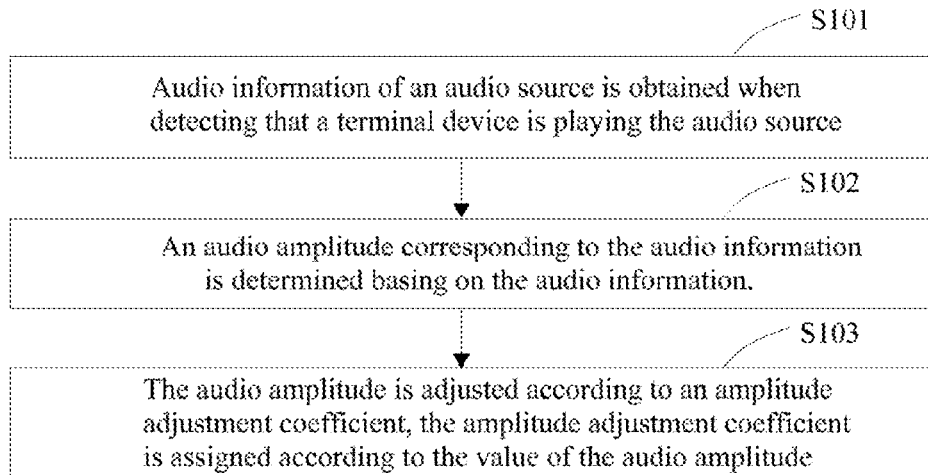 S101
Audio information of an audio source is obtained when
detecting that a terminal device is playing the audio source
S102
An audio amplitude corresponding to the audio information
is determined basing on the audio information.
S103
The audio amplitude is adjusted according to an amplitude
adjustment coefficient, the amplitude adjustment coefficient
is assigned according to the value of the audio amplitude